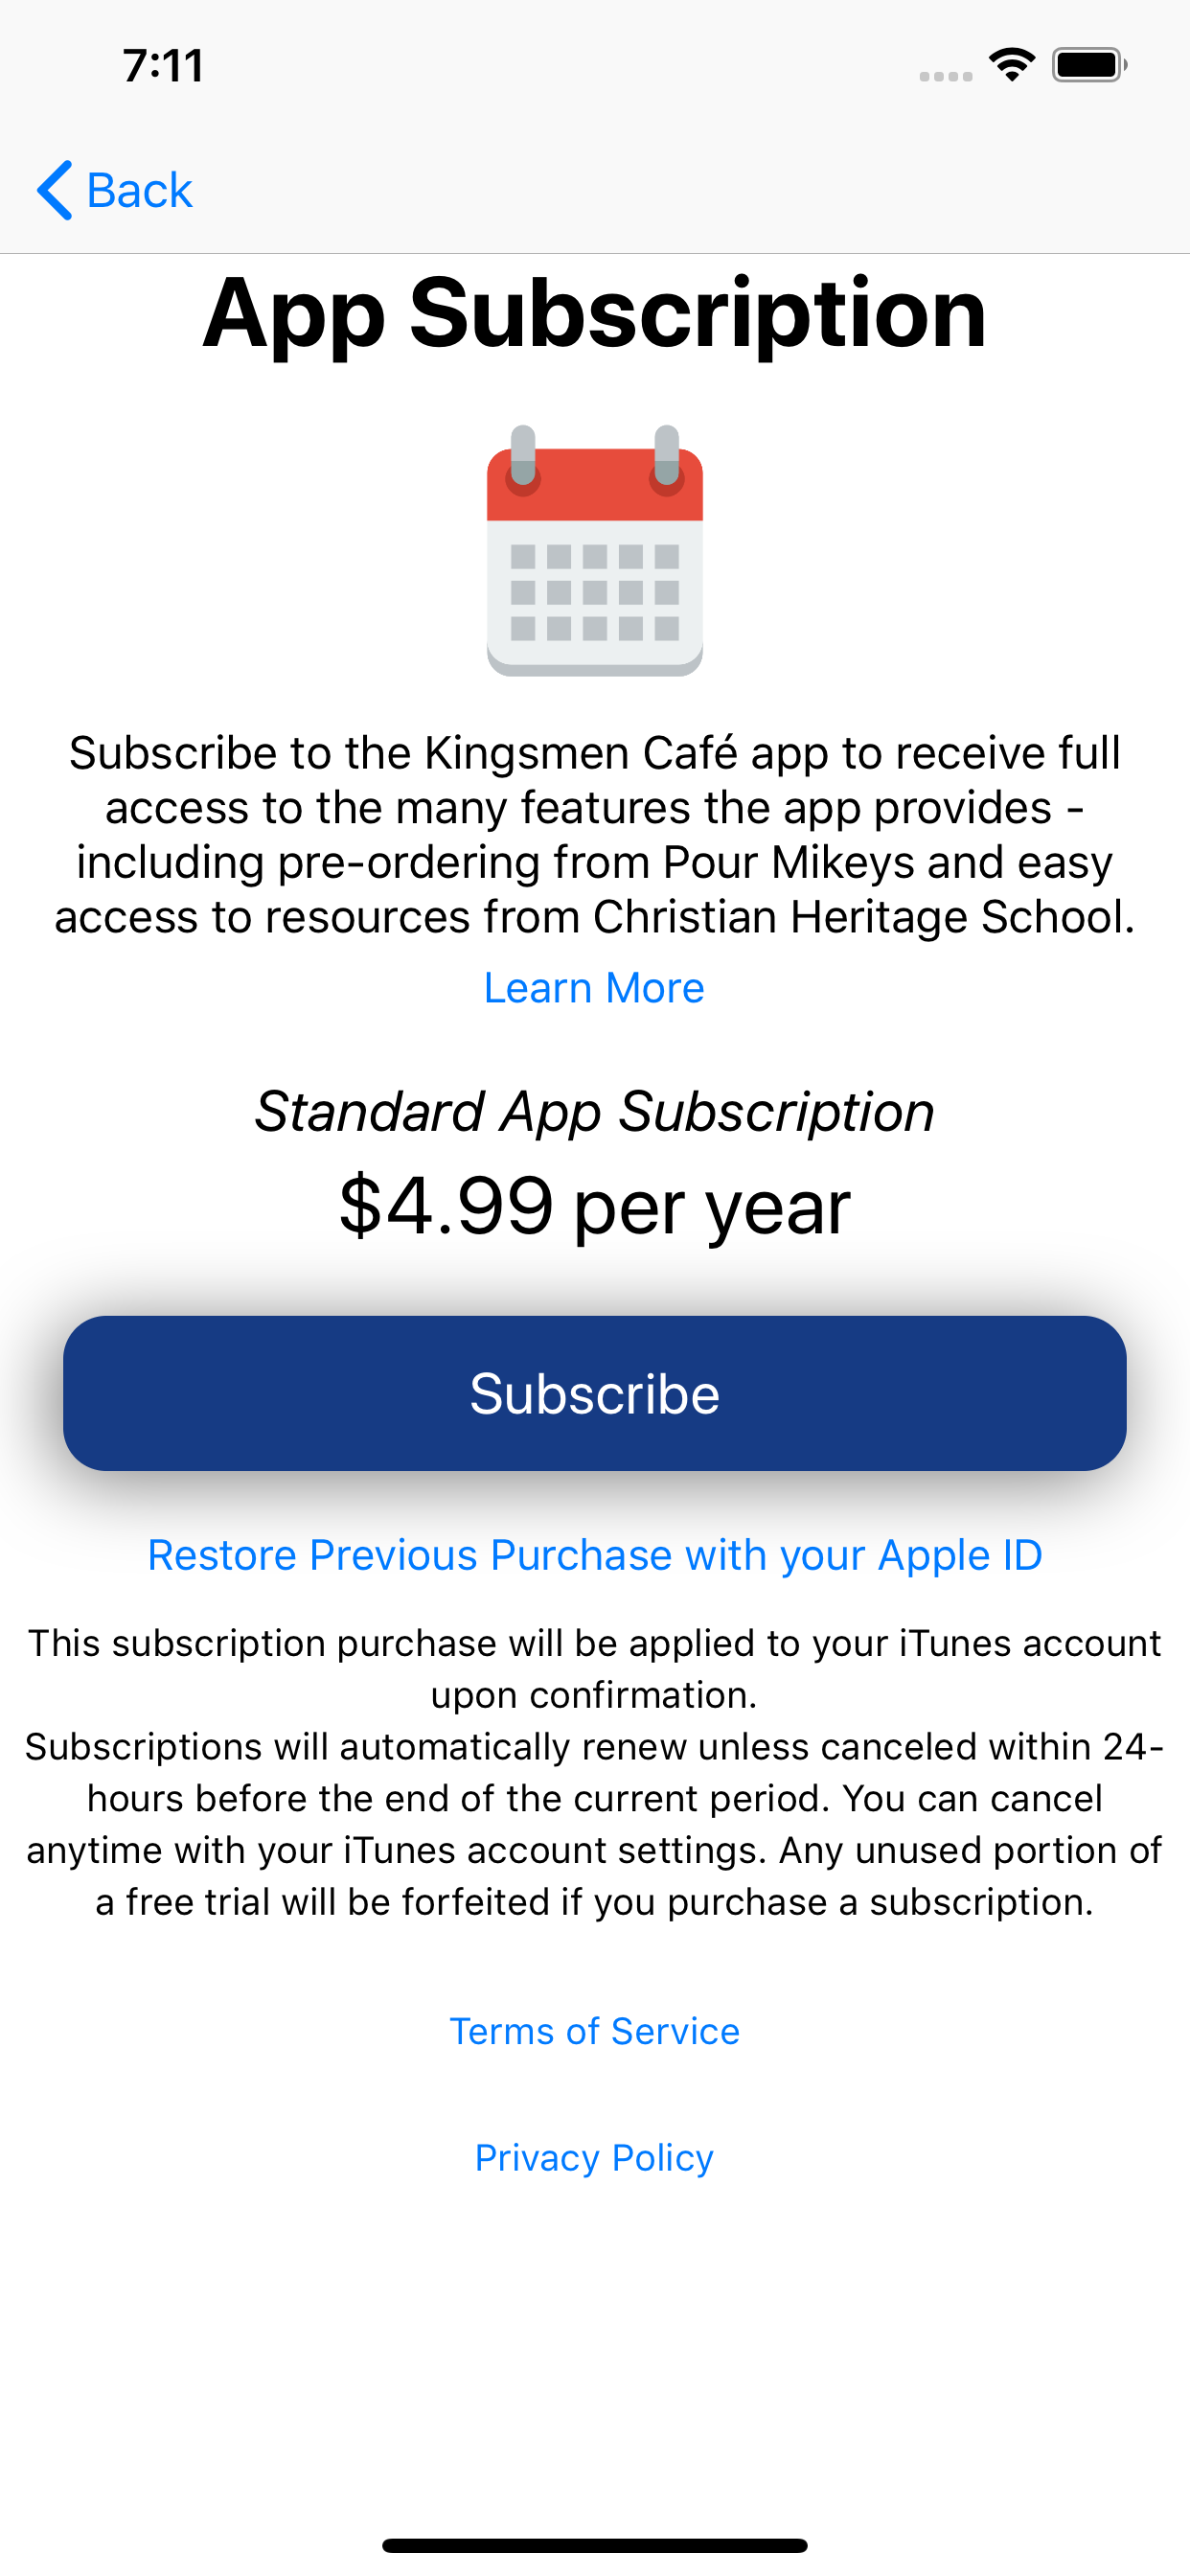 7:11
Back
App Subscription
Subscribe to the Kingsmen Café app to receive full
access to the many features the app provides -
including pre-ordering from Pour Mikeys and easy
access to resources from Christian Heritage School.
Learn More
Standard App Subscription
$4.99 per year
Subscribe
Restore Previous Purchase with your Apple ID
This subscription purchase will be applied to your iTunes account
upon confirmation.
Subscriptions will automatically renew unless canceled within 24-
hours before the end of the current period. You can cancel
anytime with your iTunes account settings. Any unused portion of
a free trial will be forfeited if you purchase a subscription.
Terms of Service
Privacy Policy